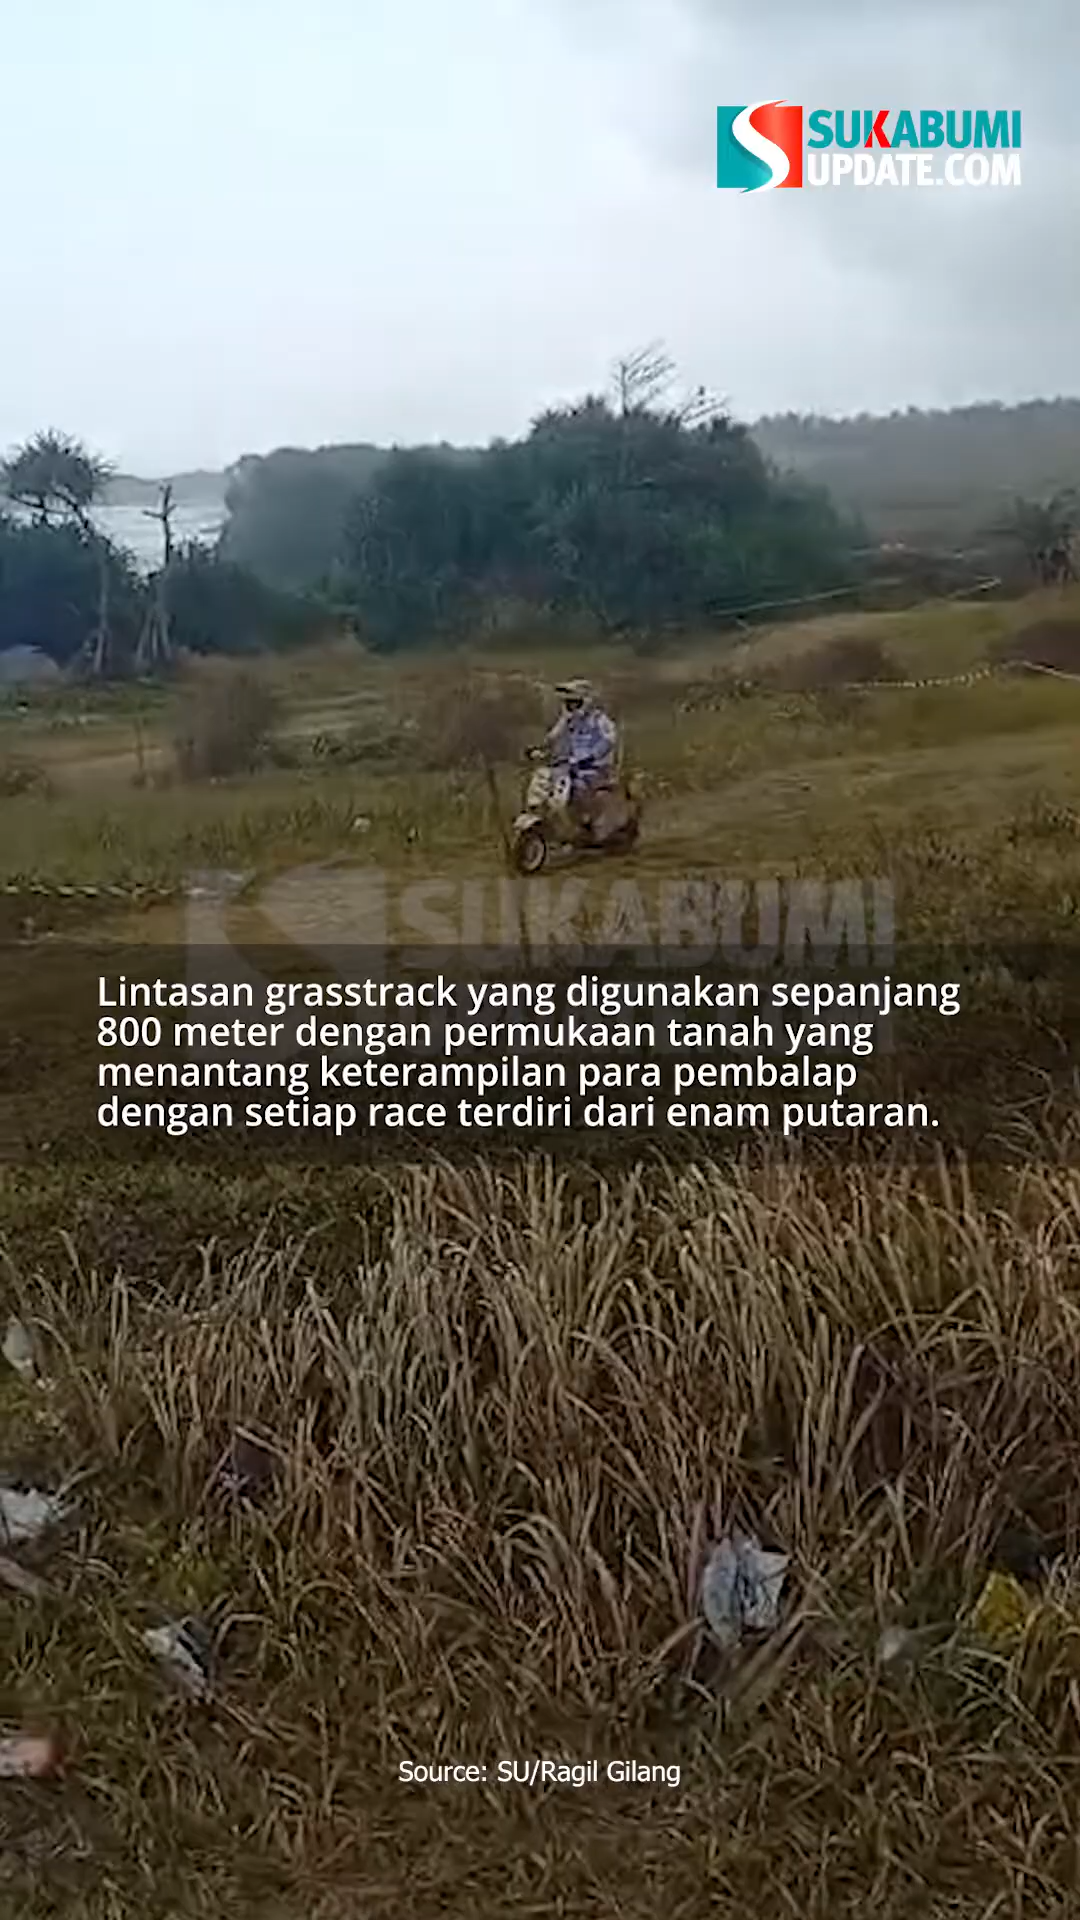 SUKABUMI
UPDATE.COM
SUKABUMI
Lintasan grasstrack yang digunakan sepanjang
800 meter dengan permukaan tanah yang
menantang keterampilan para pembalap
dengan setiap race terdiri dari enam putaran.
Source: SU/Ragil Gilang